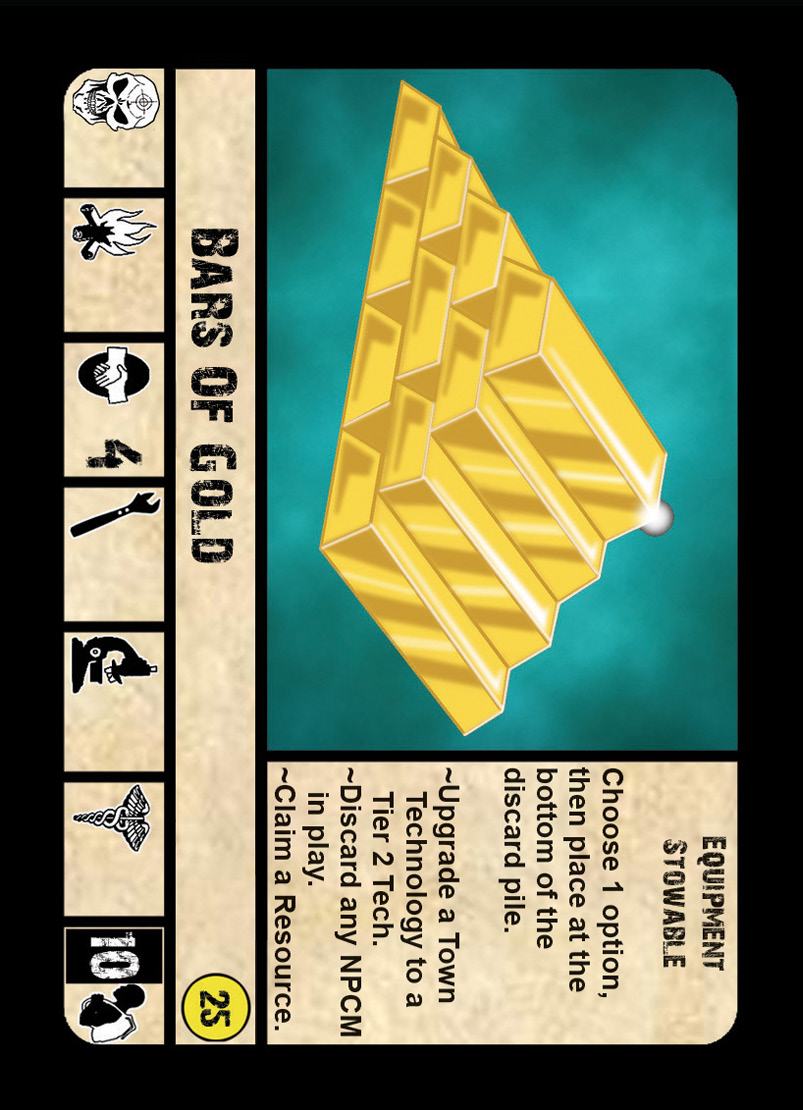 EQUIPMENT
STOWABLE
Choose 1 option,
then place at the
bottom of the
discard pile.
~Upgrade a Town
Technology to a
Tier 2 Tech.
~Discard any NPCM
in play.
~Claim a Resource.
BARS OF GOLD
25
4
10